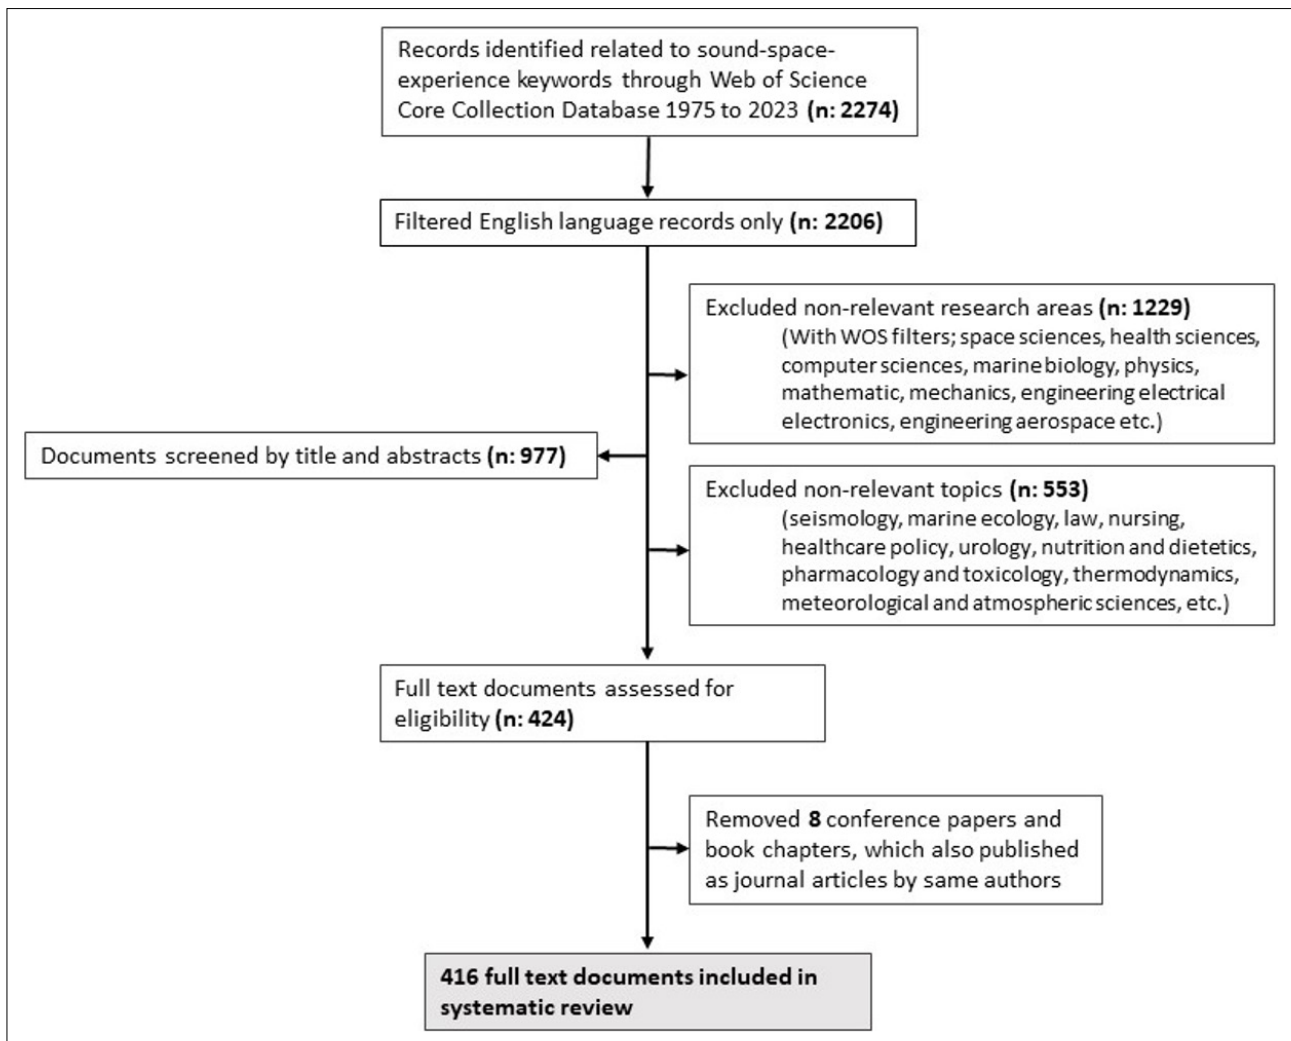 Records identified related to sound-space-
experience keywords through Web of Science
Core Collection Database 1975 to 2023 (n: 2274)
Filtered English language records only (n: 2206)
Excluded non-relevant research areas (n: 1229)
(With WOS filters; space sciences, health sciences,
computer sciences, marine biology, physics,
mathematic, mechanics, engineering electrical
electronics, engineering aerospace etc.)
Documents screened by title and abstracts (n: 977)
Excluded non-relevant topics (n: 553)
(seismology, marine ecology, law, nursing,
healthcare policy, urology, nutrition and dietetics,
pharmacology and toxicology, thermodynamics,
meteorological and atmospheric sciences, etc.)
Full text documents assessed for
eligibility (n: 424)
Removed 8 conference papers and
book chapters, which also published
as journal articles by same authors
416 full text documents included in
systematic review